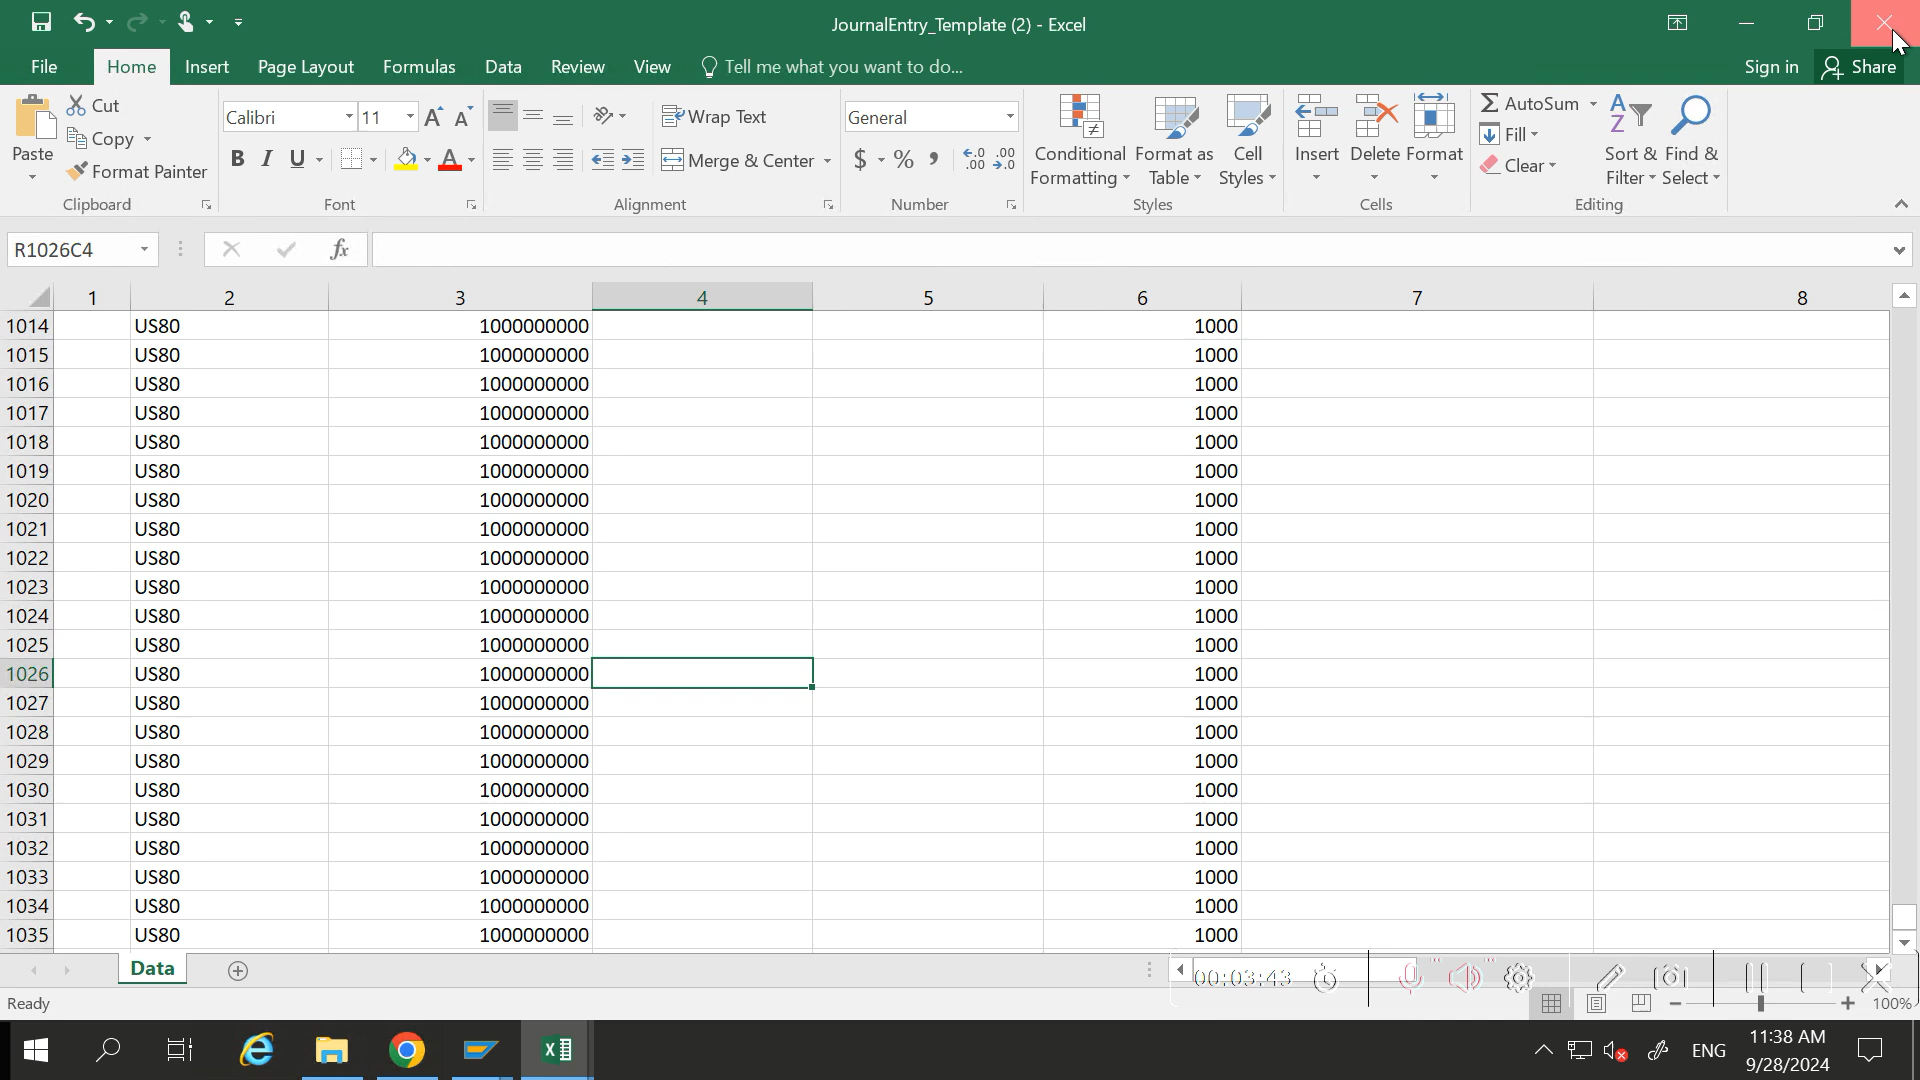 JournalEntry_Template (2) - Excel
File Home Insert Page Layout Formulas Data Review View Tell me what you want to do... Sign in Share
Cut Calibri 11 Wrap Text General AutoSum
Paste Copy Merge & Center Conditional Formatting Format as Table Cell Styles Insert Delete Format Fill Sort & Filter Find & Select
Format Painter Clear
Clipboard Font Alignment Number Styles Cells Editing
R1026C4
1 2 3 4 5 6 7 8
1014 US80 1000000000 1000
1015 US80 1000000000 1000
1016 US80 1000000000 1000
1017 US80 1000000000 1000
1018 US80 1000000000 1000
1019 US80 1000000000 1000
1020 US80 1000000000 1000
1021 US80 1000000000 1000
1022 US80 1000000000 1000
1023 US80 1000000000 1000
1024 US80 1000000000 1000
1025 US80 1000000000 1000
1026 US80 1000000000 1000
1027 US80 1000000000 1000
1028 US80 1000000000 1000
1029 US80 1000000000 1000
1030 US80 1000000000 1000
1031 US80 1000000000 1000
1032 US80 1000000000 1000
1033 US80 1000000000 1000
1034 US80 1000000000 1000
1035 US80 1000000000 1000
Data 00:03:43
Ready 100%
ENG 11:38 AM
9/28/2024